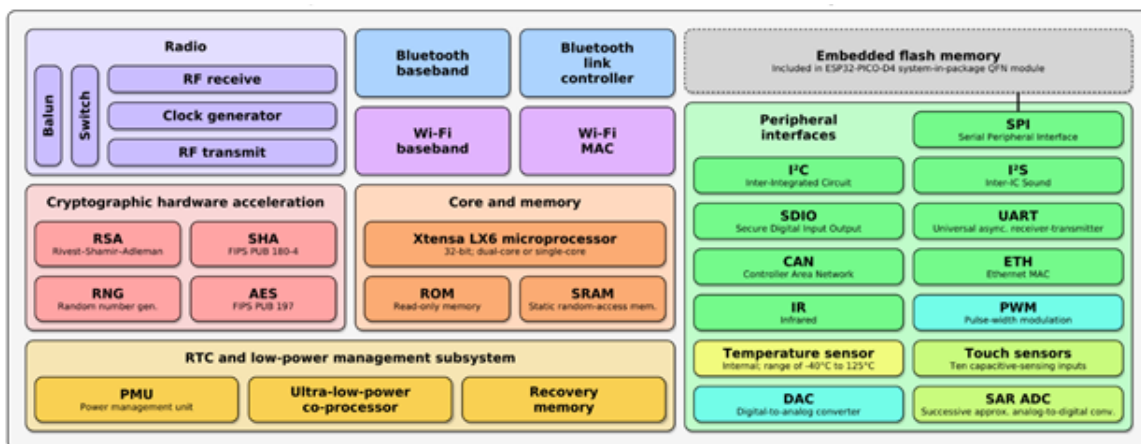 Radio
Balun
Switch
RF receive
Clock generator
RF transmit
Bluetooth
baseband
Bluetooth
link
controller
Wi-Fi
baseband
Wi-Fi
MAC
Embedded flash memory
Included in ESP32-PICO-D4 system-in-package QFN module
Cryptographic hardware acceleration
RSA
Rivest-Shamir-Adleman
SHA
FIPS PUB 180-4
RNG
Random number gen.
AES
FIPS PUB 197
Core and memory
Xtensa LX6 microprocessor
32-bit; dual-core or single-core
ROM
Read-only memory
SRAM
Static random-access mem.
RTC and low-power management subsystem
PMU
Power management unit
Ultra-low-power
co-processor
Recovery
memory
Peripheral
interfaces
SPI
Serial Peripheral Interface
I²C
Inter-Integrated Circuit
I²S
Inter-IC Sound
SDIO
Secure Digital Input Output
UART
Universal async. receiver-transmitter
CAN
Controller Area Network
ETH
Ethernet MAC
IR
Infrared
PWM
Pulse-width modulation
Temperature sensor
Internal; range of -40°C to 125°C
Touch sensors
Ten capacitive-sensing inputs
DAC
Digital-to-analog converter
SAR ADC
Successive approx. analog-to-digital conv.